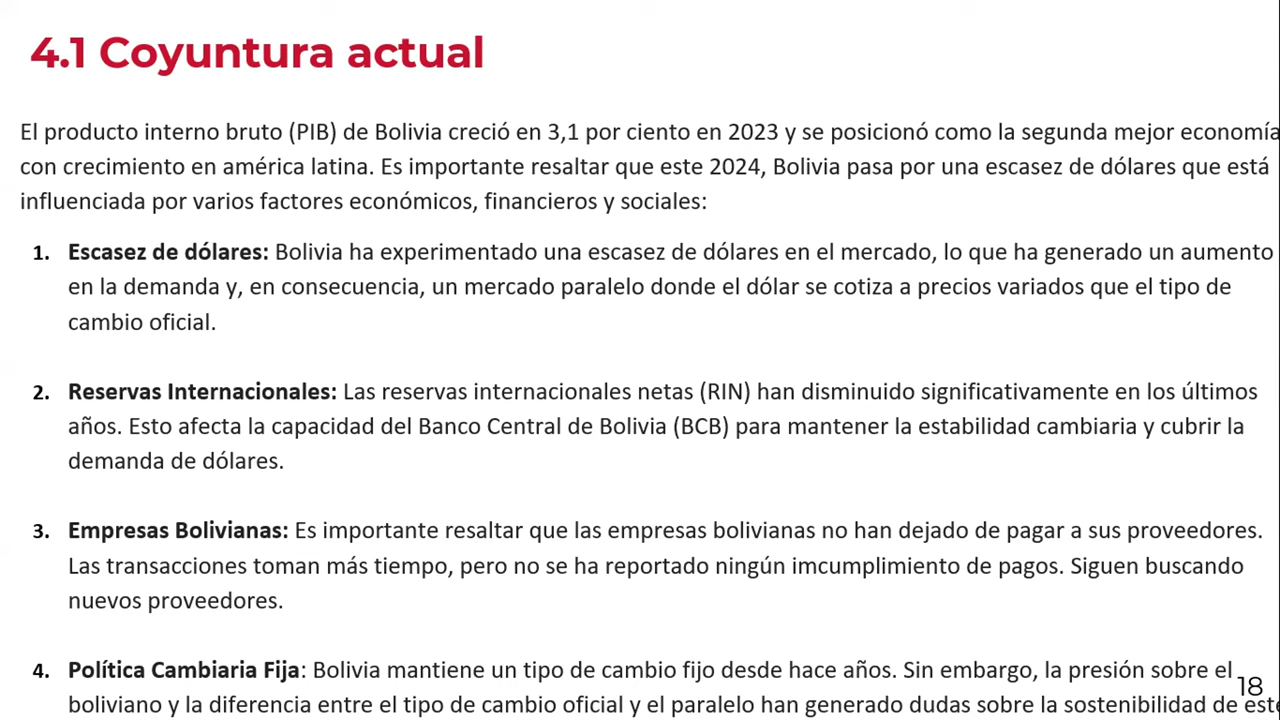 4.1 Coyuntura actual
El producto interno bruto (PIB) de Bolivia creció en 3,1 por ciento en 2023 y se posicionó como la segunda mejor economía
con crecimiento en américa latina. Es importante resaltar que este 2024, Bolivia pasa por una escasez de dólares que está
influenciada por varios factores económicos, financieros y sociales:
1. Escasez de dólares: Bolivia ha experimentado una escasez de dólares en el mercado, lo que ha generado un aumento
en la demanda y, en consecuencia, un mercado paralelo donde el dólar se cotiza a precios variados que el tipo de
cambio oficial.
2. Reservas Internacionales: Las reservas internacionales netas (RIN) han disminuido significativamente en los últimos
años. Esto afecta la capacidad del Banco Central de Bolivia (BCB) para mantener la estabilidad cambiaria y cubrir la
demanda de dólares.
3. Empresas Bolivianas: Es importante resaltar que las empresas bolivianas no han dejado de pagar a sus proveedores.
Las transacciones toman más tiempo, pero no se ha reportado ningún imcumplimiento de pagos. Siguen buscando
nuevos proveedores.
4. Política Cambiaria Fija: Bolivia mantiene un tipo de cambio fijo desde hace años. Sin embargo, la presión sobre el
boliviano y la diferencia entre el tipo de cambio oficial y el paralelo han generado dudas sobre la sostenibilidad de este
18